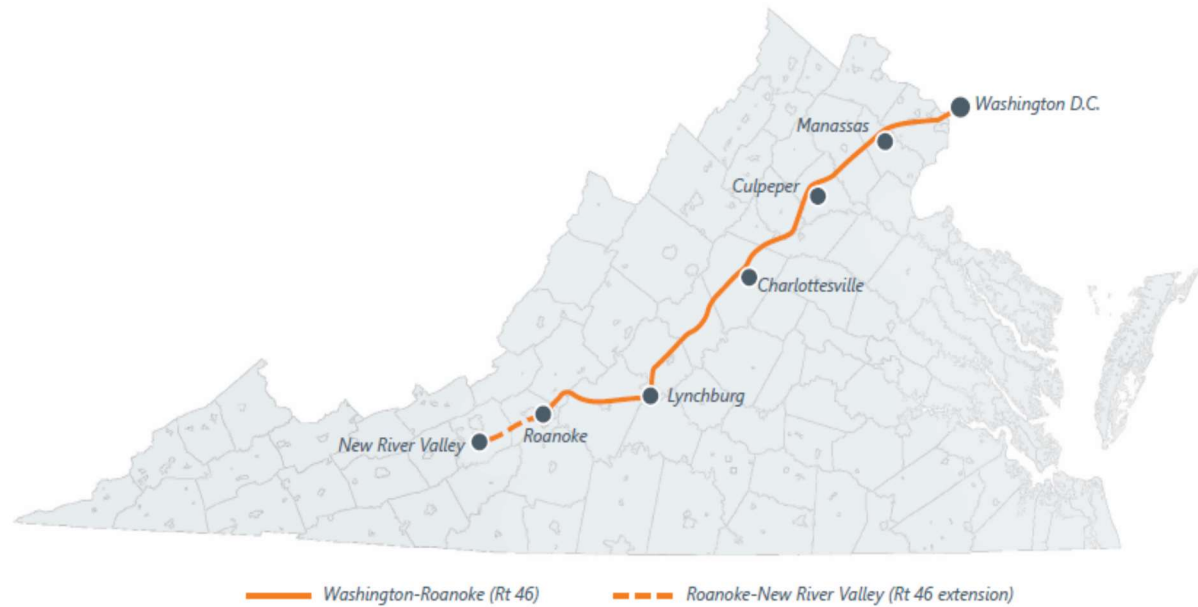 Washington D.C.
Manassas
Culpeper
Charlottesville
Lynchburg
Roanoke
New River Valley
Washington-Roanoke (Rt 46)
Roanoke-New River Valley (Rt 46 extension)